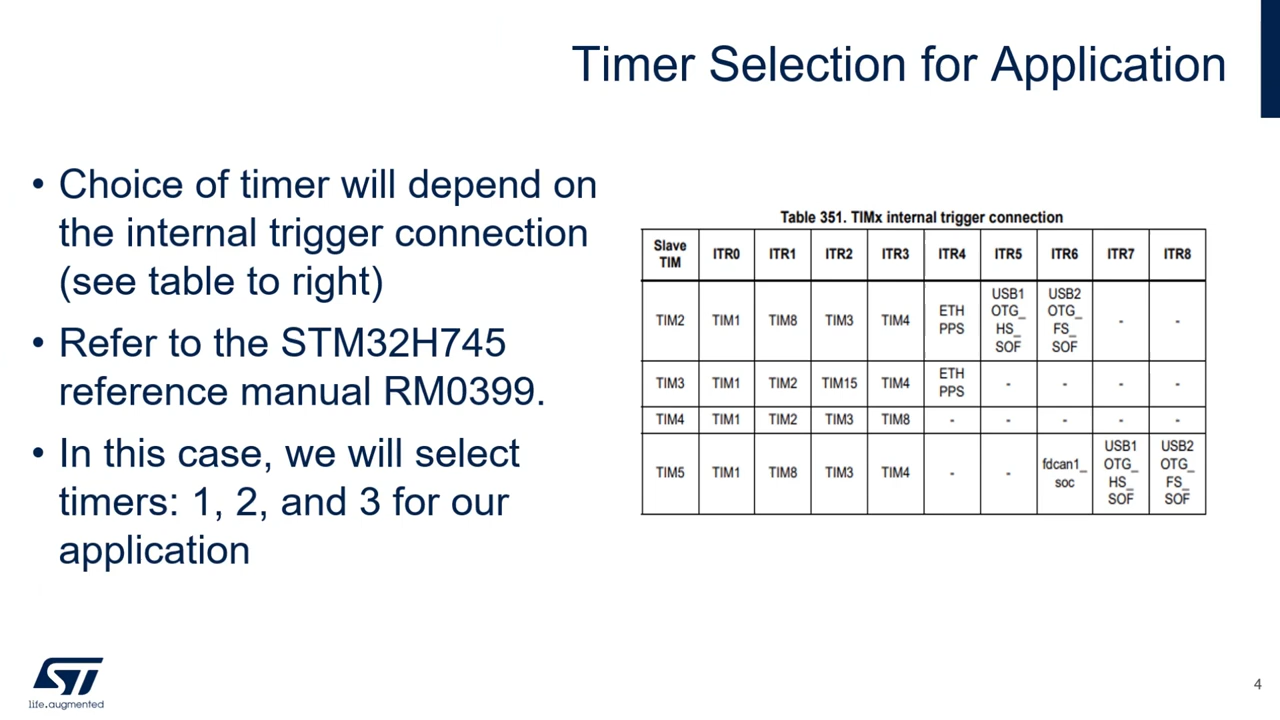 Timer Selection for Application
• Choice of timer will depend on
the internal trigger connection
(see table to right)
• Refer to the STM32H745
reference manual RM0399.
• In this case, we will select
timers: 1, 2, and 3 for our
application
Table 351. TIMx internal trigger connection
Slave TIM ITR0 ITR1 ITR2 ITR3 ITR4 ITR5 ITR6 ITR7 ITR8
TIM2 TIM1 TIM8 TIM3 TIM4 ETH PPS USB1 OTG_ HS_ SOF USB2 OTG_ FS_ SOF - -
TIM3 TIM1 TIM2 TIM15 TIM4 ETH PPS - - - -
TIM4 TIM1 TIM2 TIM3 TIM8 - - - - -
TIM5 TIM1 TIM8 TIM3 TIM4 - - fdcan1_ soc USB1 OTG_ HS_ SOF USB2 OTG_ FS_ SOF
ST
life.augmented
4